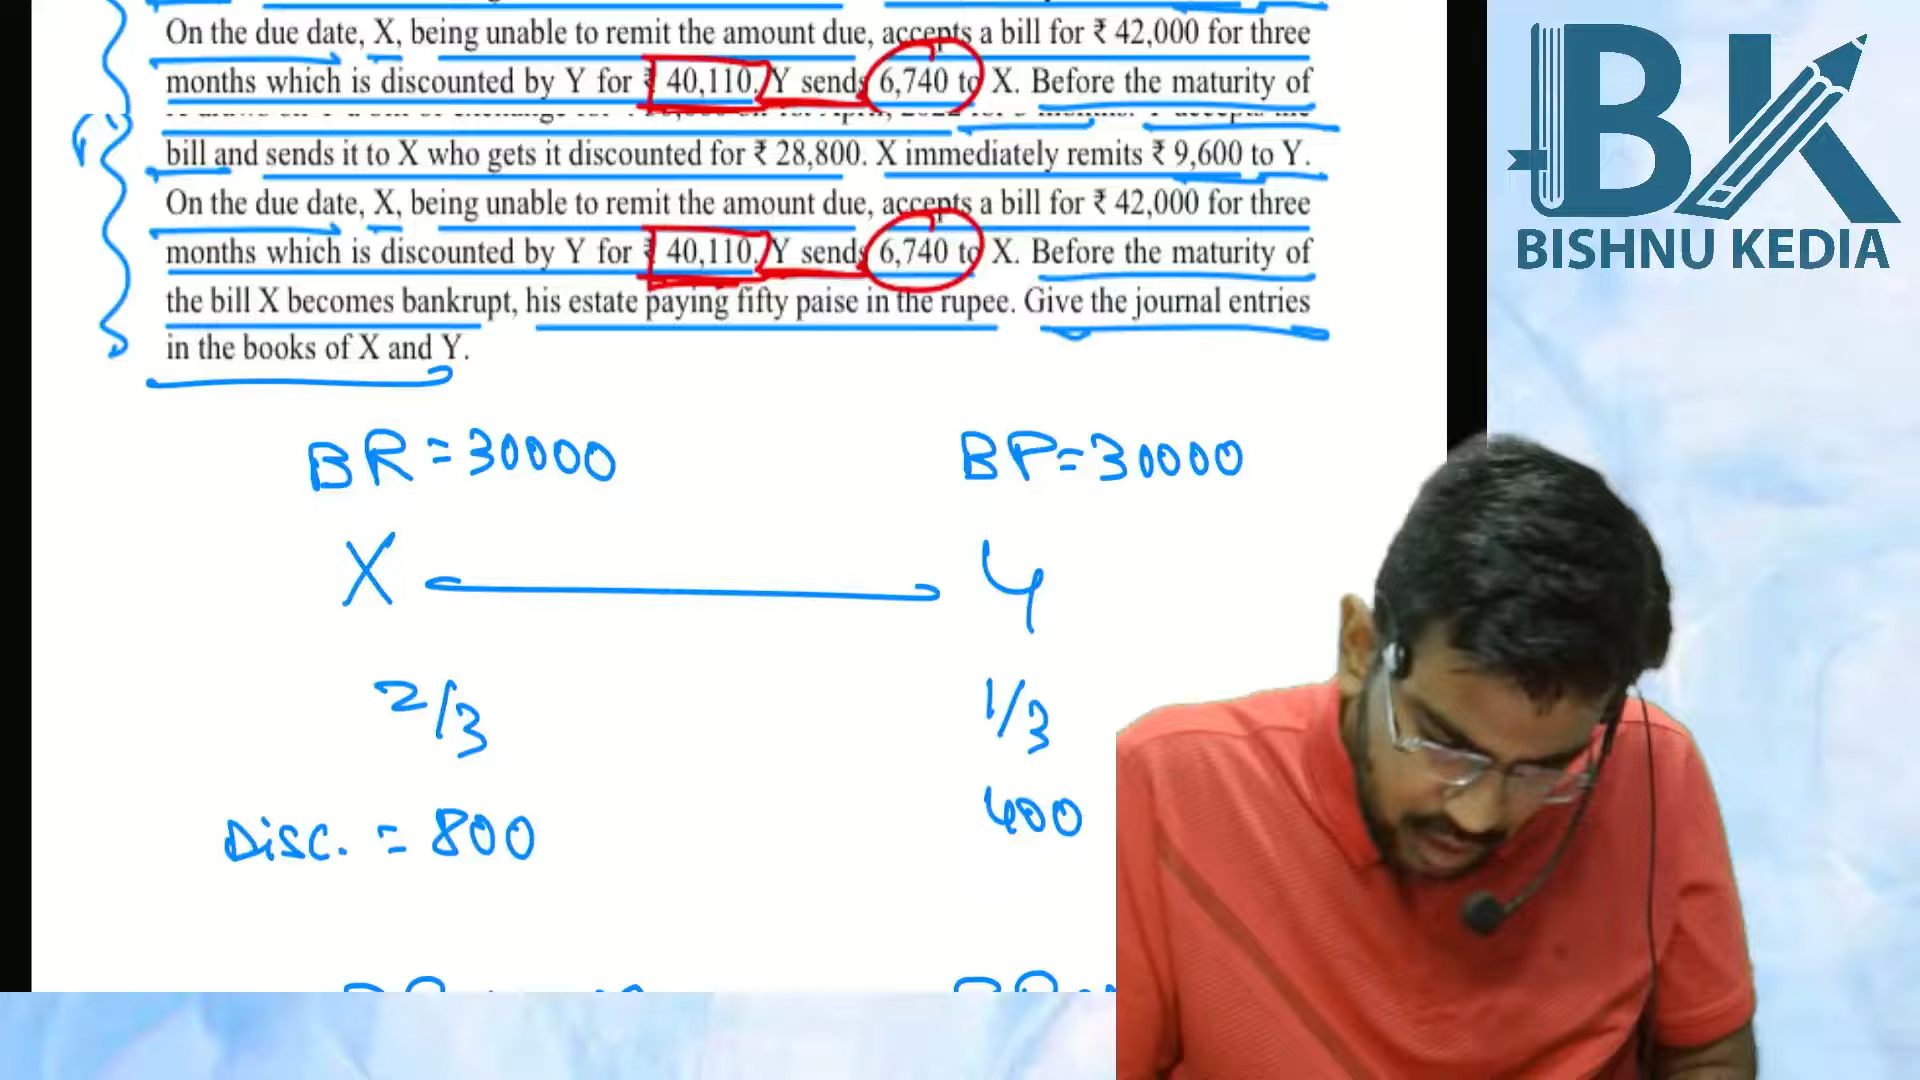 On the due date, X, being unable to remit the amount due, accepts a bill for ₹ 42,000 for three
months which is discounted by Y for ₹ 40,110. Y sends 6,740 to X. Before the maturity of
bill and sends it to X who gets it discounted for ₹ 28,800. X immediately remits ₹ 9,600 to Y.
On the due date, X, being unable to remit the amount due, accepts a bill for ₹ 42,000 for three
months which is discounted by Y for ₹ 40,110. Y sends 6,740 to X. Before the maturity of
the bill X becomes bankrupt, his estate paying fifty paise in the rupee. Give the journal entries
in the books of X and Y.
BK
BISHNU KEDIA
BR = 30000 BP = 30000
X Y
2/3 1/3
Disc. = 800 400